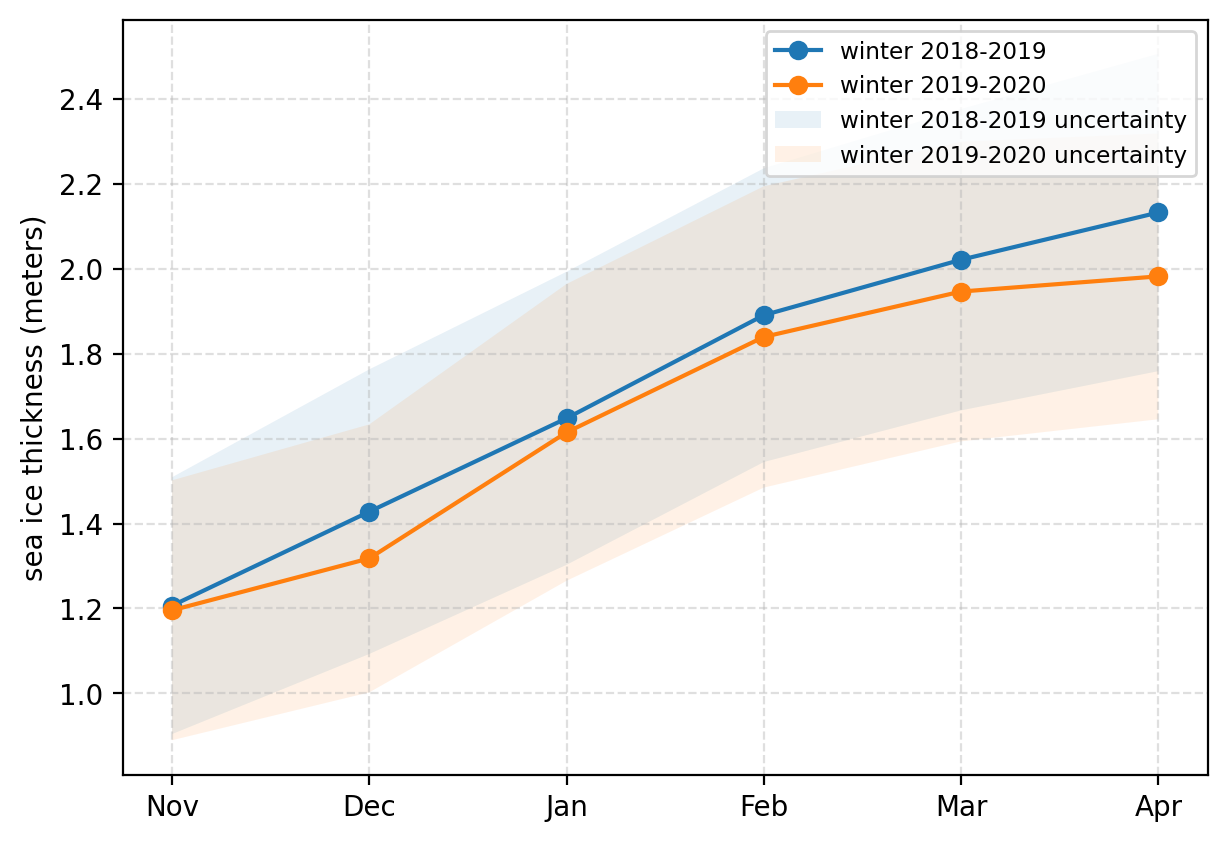 winter 2018-2019
winter 2019-2020
winter 2018-2019 uncertainty
winter 2019-2020 uncertainty
sea ice thickness (meters)
2.4
2.2
2.0
1.8
1.6
1.4
1.2
1.0
Nov Dec Jan Feb Mar Apr